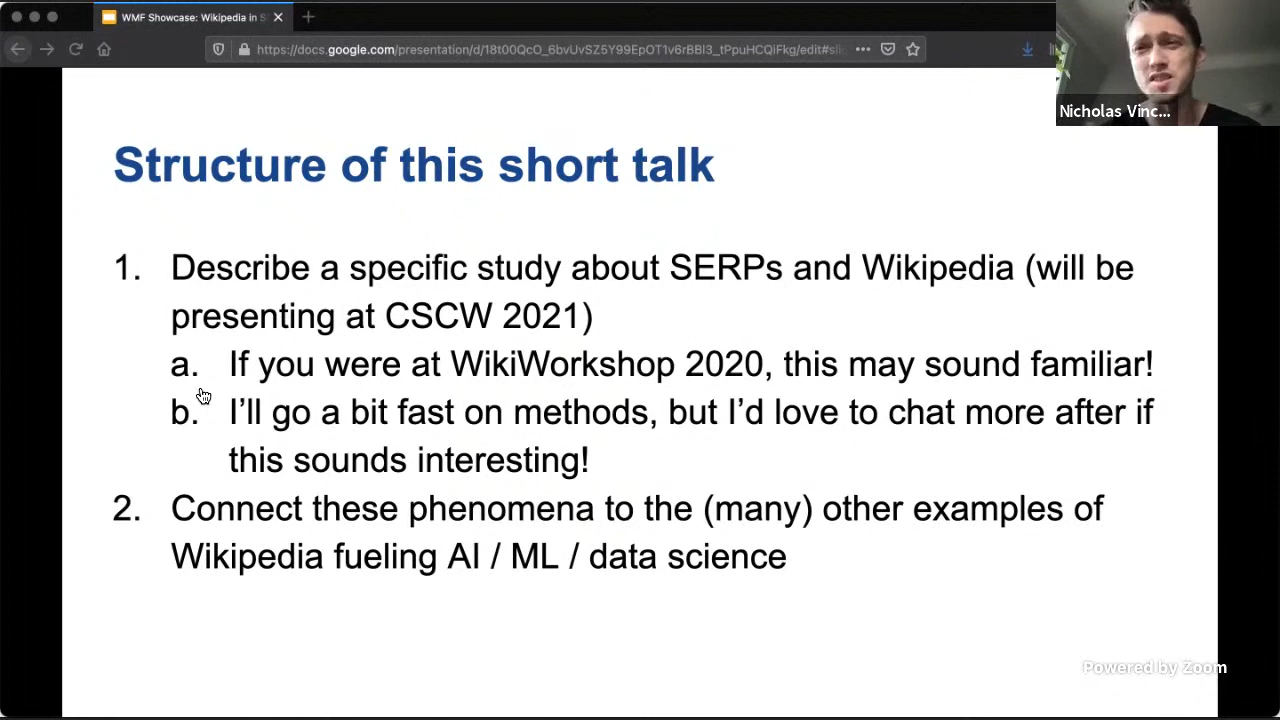 WMF Showcase: Wikipedia in S
https://docs.google.com/presentation/d/18t00QcO_6bvUvSZ5Y99EpOT1v6rBBl3_tPpuHCQiFkg/edit#sli
Nicholas Vinc...
Structure of this short talk
1. Describe a specific study about SERPs and Wikipedia (will be
presenting at CSCW 2021)
a. If you were at WikiWorkshop 2020, this may sound familiar!
b. I'll go a bit fast on methods, but I'd love to chat more after if
this sounds interesting!
2. Connect these phenomena to the (many) other examples of
Wikipedia fueling AI / ML / data science
Powered by Zoom